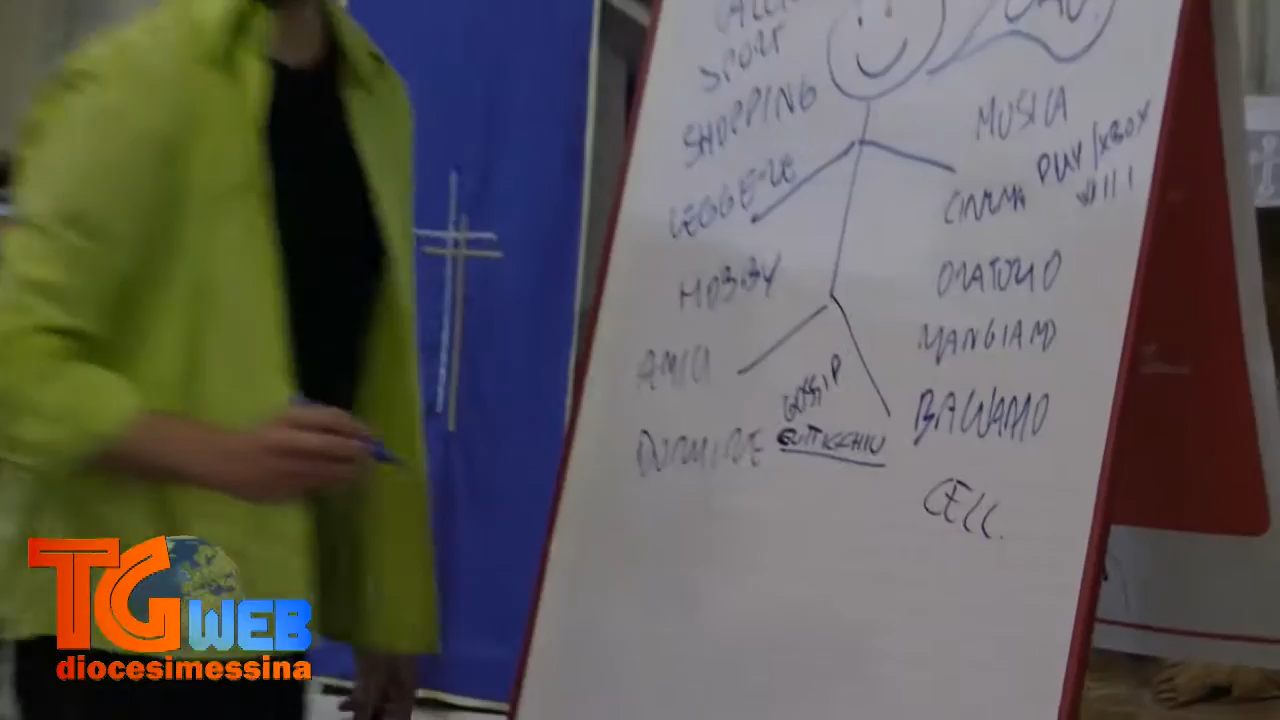 SPORT
SHOPPING
LEGGERE
HOBBY
AMICI
DORMIRE
GOSSIP
CIAO!
MUSICA
PLAY/XBOX
WII!
CINEMA
ORATORIO
MANGIAMO
BALLIAMO
CELL.
TG WEB
diocesimessina